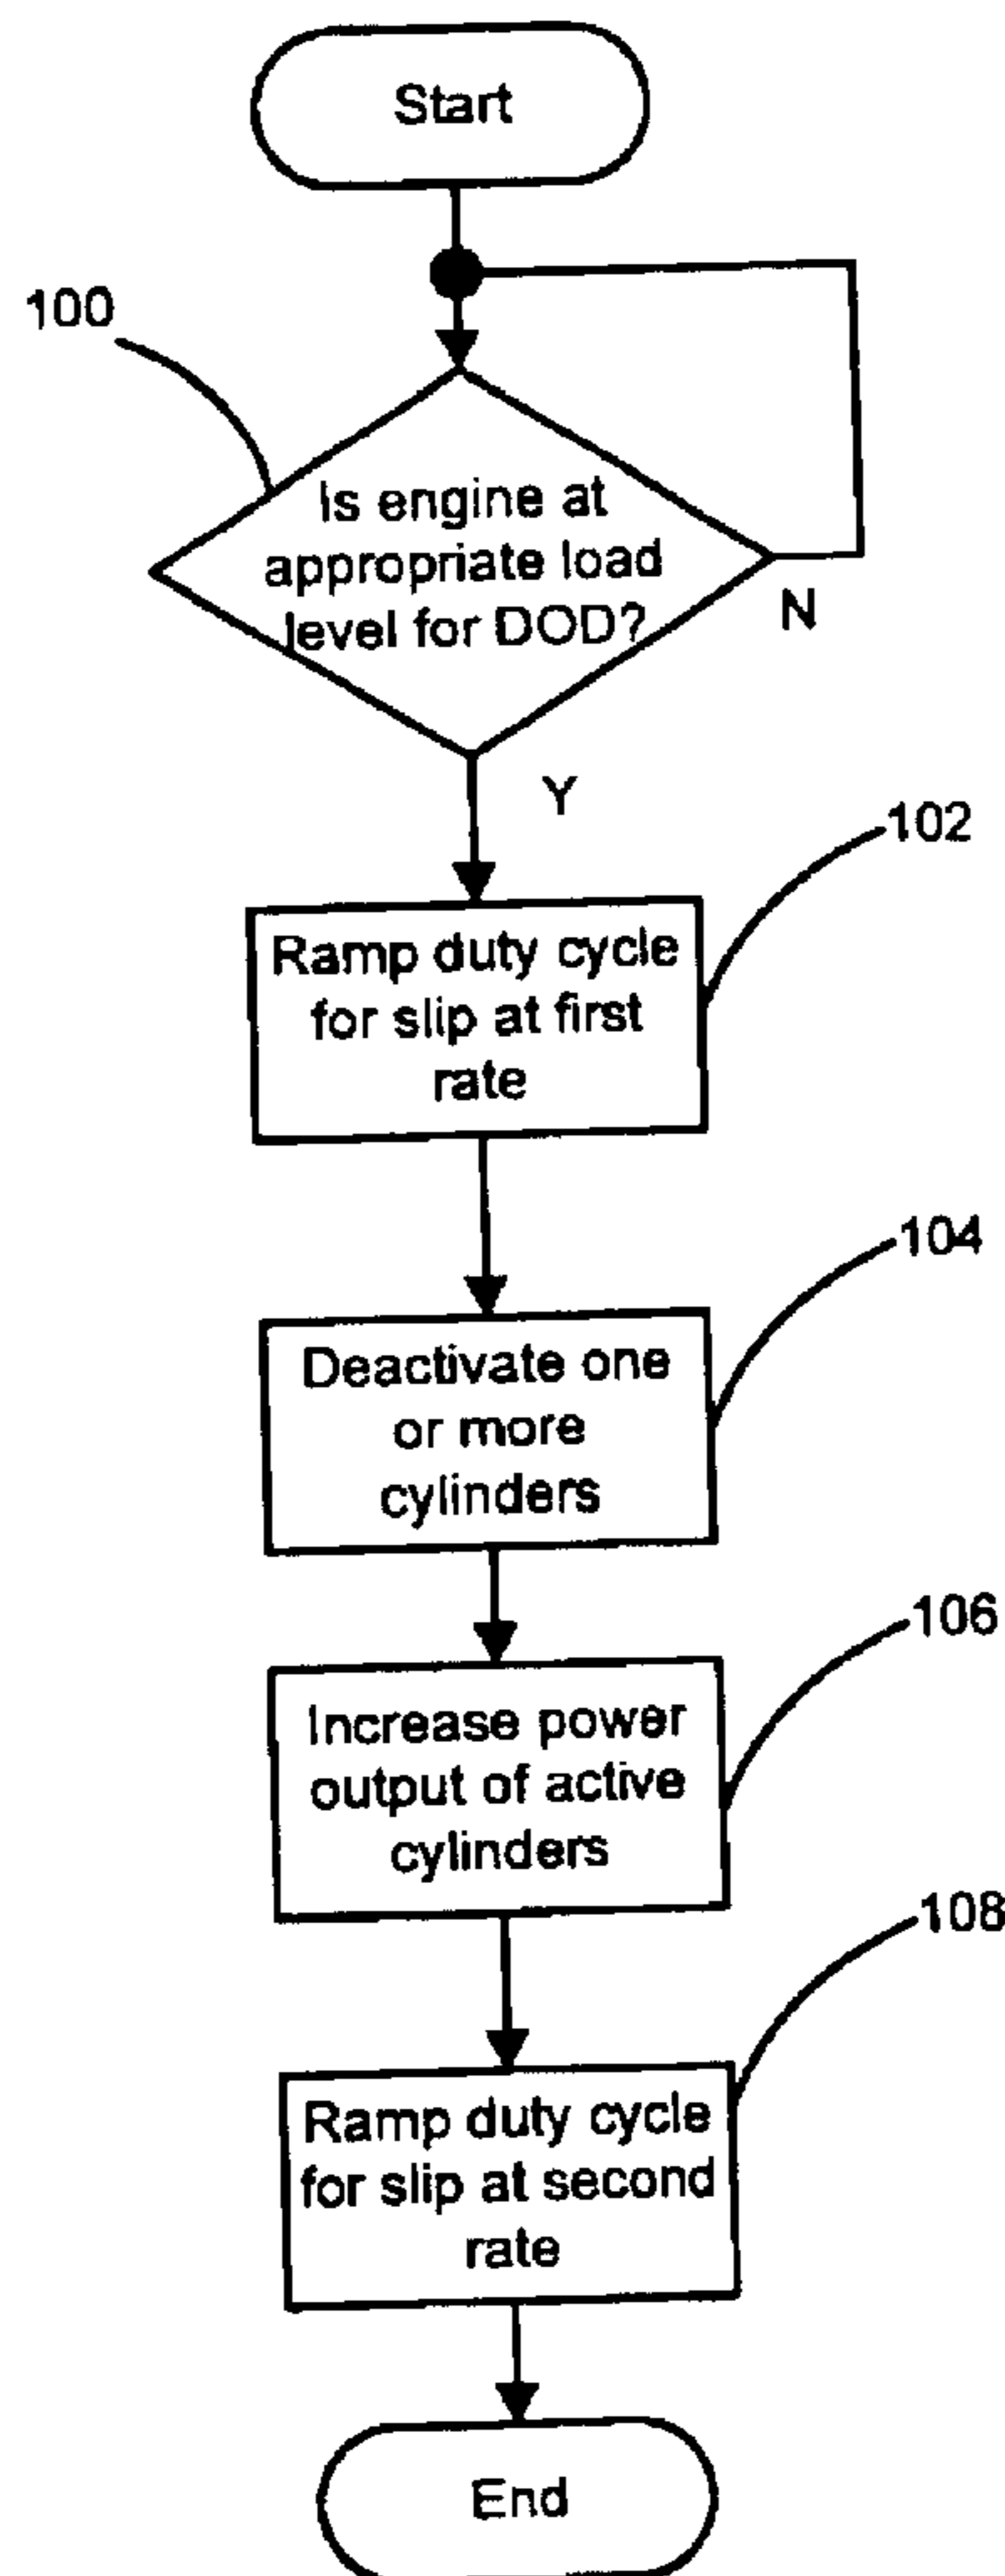 Start
100
Is engine at
appropriate load
level for DOD?
N
Y
102
Ramp duty cycle
for slip at first
rate
104
Deactivate one
or more
cylinders
106
Increase power
output of active
cylinders
108
Ramp duty cycle
for slip at second
rate
End